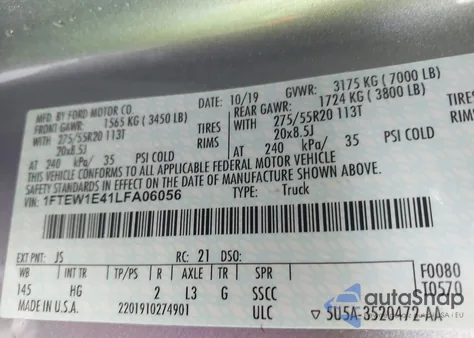 MFD. BY FORD MOTOR CO.
DATE: 10/19 GVWR: 3175 KG ( 7000 LB)
FRONT GAWR: 1565 KG ( 3450 LB) REAR GAWR: 1724 KG ( 3800 LB)
275/55R20 113T TIRES WITH 275/55R20 113T TIRES
20x8.5J RIMS 20x8.5J RIMS
AT 240 kPa/ 35 PSI COLD AT 240 kPa/ 35 PSI COLD
THIS VEHICLE CONFORMS TO ALL APPLICABLE FEDERAL MOTOR VEHICLE
IN EFFECT ON THE DATE OF MANUFACTURE SHOWN ABOVE.
VIN: 1FTEW1E41LFA06056 TYPE: Truck
EXT PNT: JS RC: 21 DSO:
WB INT TR TP/PS R AXLE TR SPR F0080
145 HG 2 L3 G SSCC T0570
MADE IN U.S.A. 2201910274901 ULC 5U5A-3520472-AA
autoSnap